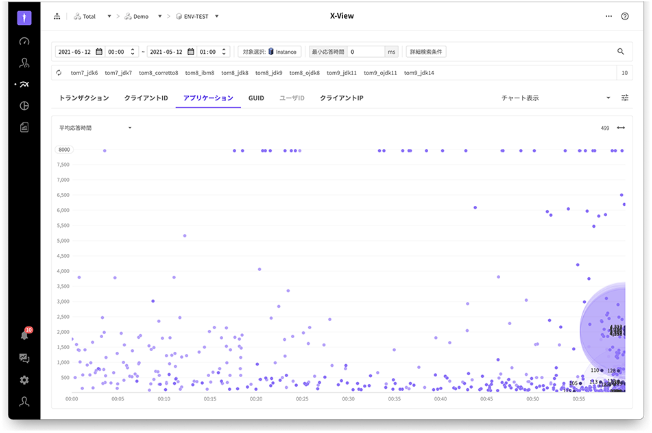 Total
Demo
ENV-TEST
X-View
2021-05-12 00:00 ~ 2021-05-12 01:00
対象選択: Instance
最小応答時間 0 ms
詳細検索条件
tom7_jdk6 tom7_jdk7 tom8_corretto8 tom8_ibm8 tom8_jdk8 tom8_jdk9 tom8_ojdk8 tom9_jdk11 tom9_ojdk11 tom9_jdk14
10
トランザクション クライアントID アプリケーション GUID ユーザID クライアントIP
チャート表示
平均応答時間
499
8000
7,500
7,000
6,500
6,000
5,500
5,000
4,500
4,000
3,500
3,000
2,500
2,000
1,500
1,000
500
00:00 00:05 00:10 00:15 00:20 00:25 00:30 00:35 00:40 00:45 00:50 00:55
110
105
10